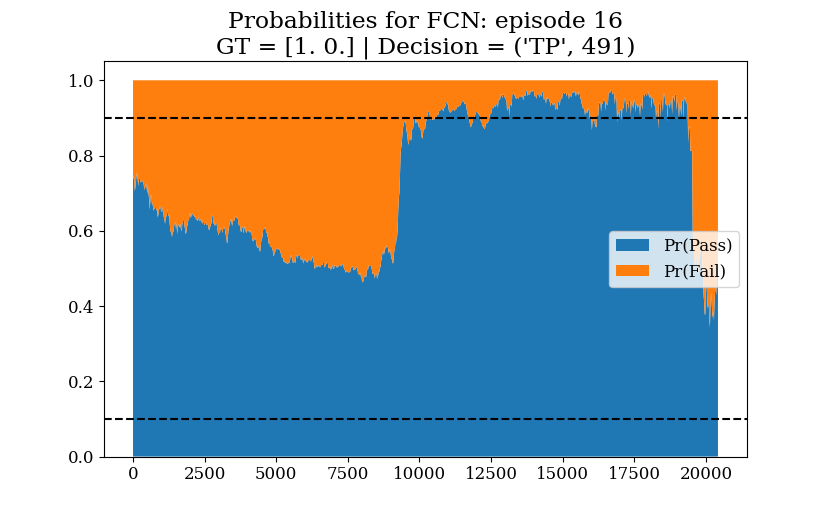 Probabilities for FCN: episode 16
GT = [1. 0.] | Decision = ('TP', 491)
1.0
0.8
0.6
0.4
0.2
0.0
Pr(Pass)
Pr(Fail)
0 2500 5000 7500 10000 12500 15000 17500 20000